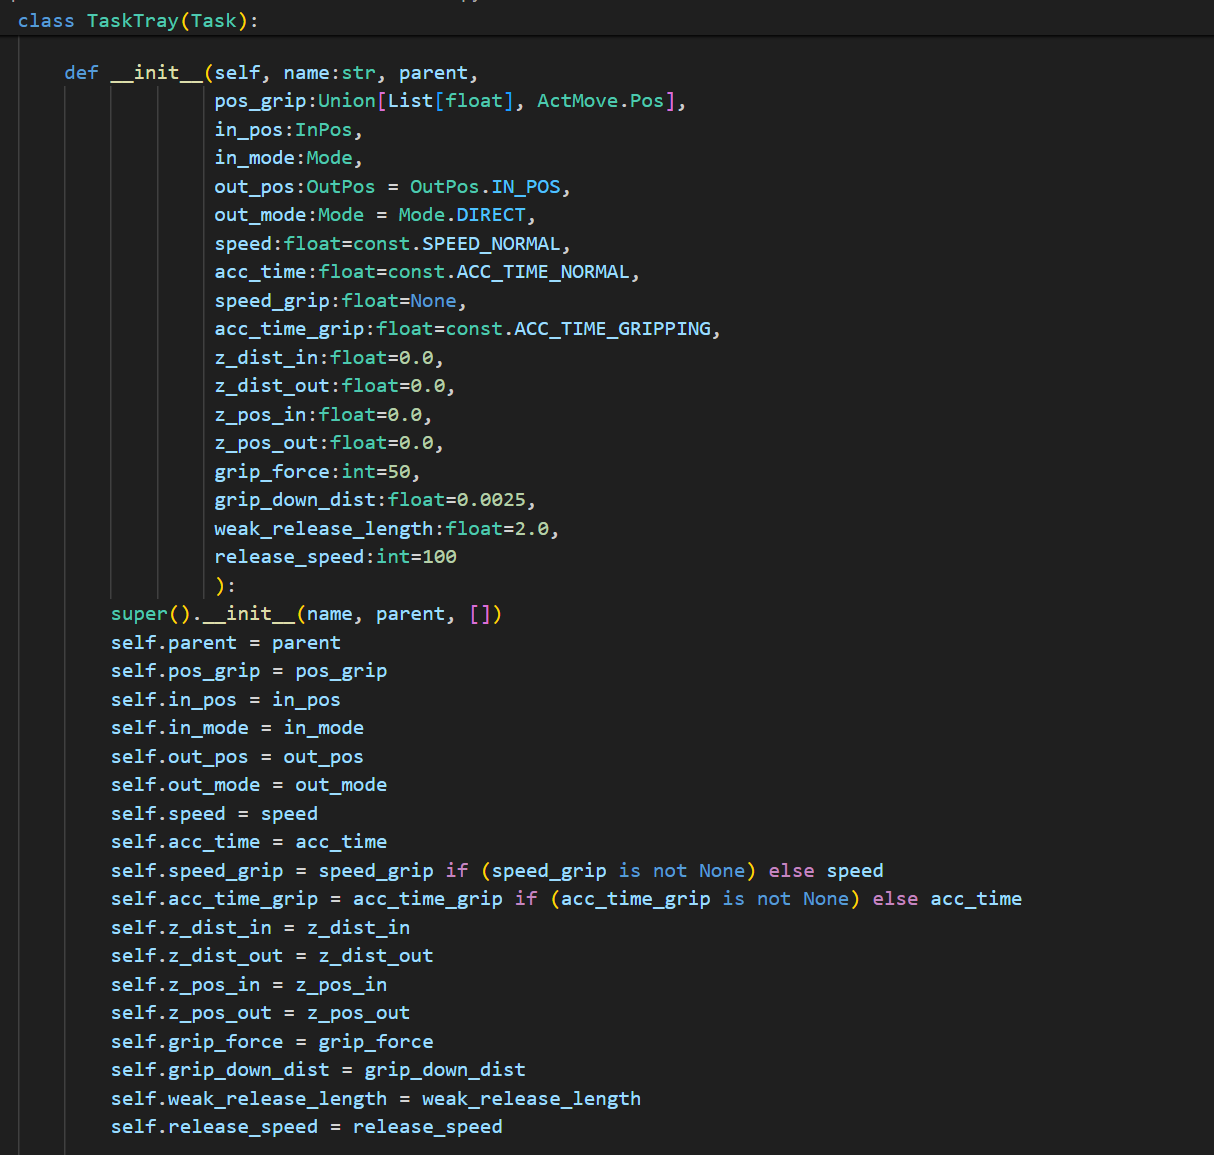 class TaskTray(Task):
def __init__(self, name:str, parent,
pos_grip:Union[List[float], ActMove.Pos],
in_pos:InPos,
in_mode:Mode,
out_pos:OutPos = OutPos.IN_POS,
out_mode:Mode = Mode.DIRECT,
speed:float=const.SPEED_NORMAL,
acc_time:float=const.ACC_TIME_NORMAL,
speed_grip:float=None,
acc_time_grip:float=const.ACC_TIME_GRIPPING,
z_dist_in:float=0.0,
z_dist_out:float=0.0,
z_pos_in:float=0.0,
z_pos_out:float=0.0,
grip_force:int=50,
grip_down_dist:float=0.0025,
weak_release_length:float=2.0,
release_speed:int=100
):
super().__init__(name, parent, [])
self.parent = parent
self.pos_grip = pos_grip
self.in_pos = in_pos
self.in_mode = in_mode
self.out_pos = out_pos
self.out_mode = out_mode
self.speed = speed
self.acc_time = acc_time
self.speed_grip = speed_grip if (speed_grip is not None) else speed
self.acc_time_grip = acc_time_grip if (acc_time_grip is not None) else acc_time
self.z_dist_in = z_dist_in
self.z_dist_out = z_dist_out
self.z_pos_in = z_pos_in
self.z_pos_out = z_pos_out
self.grip_force = grip_force
self.grip_down_dist = grip_down_dist
self.weak_release_length = weak_release_length
self.release_speed = release_speed